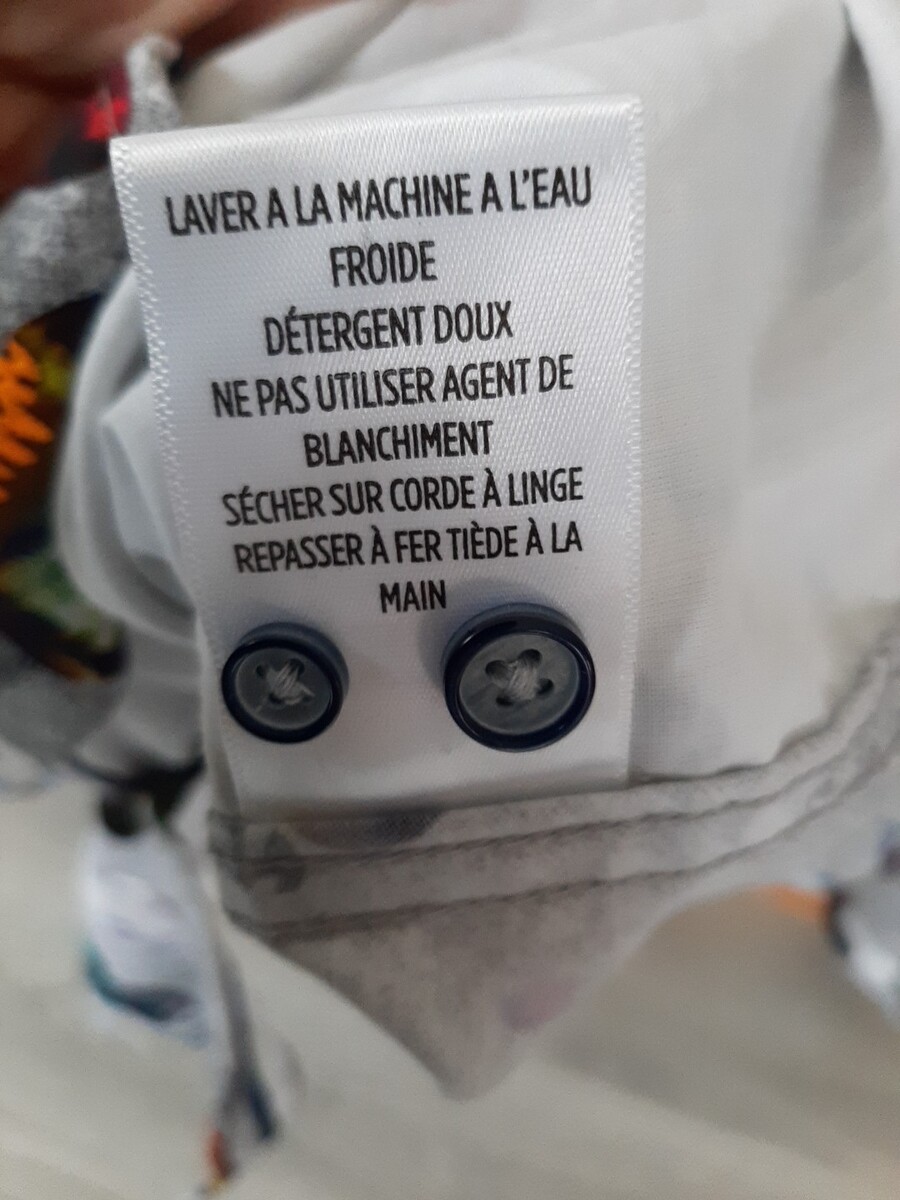 LAVER A LA MACHINE A L'EAU
FROIDE
DÉTERGENT DOUX
NE PAS UTILISER AGENT DE
BLANCHIMENT
SÉCHER SUR CORDE À LINGE
REPASSER À FER TIÈDE À LA
MAIN